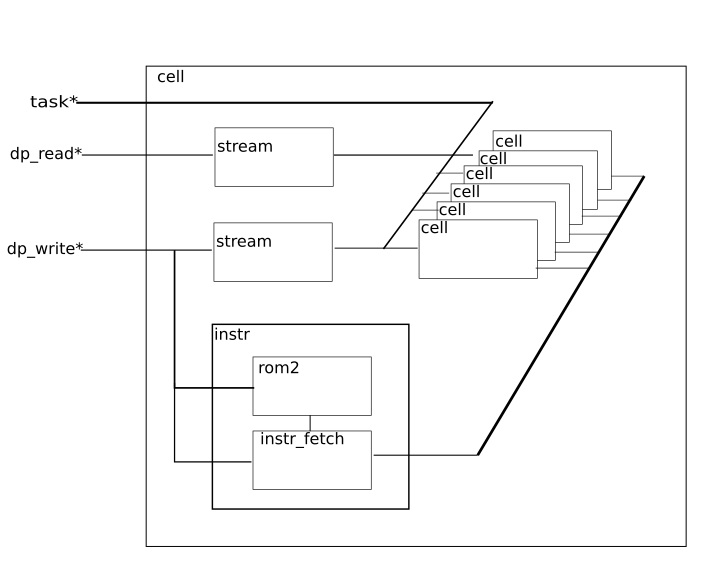 cell
task*
dp_read*
stream
cell
cell
cell
cell
cell
cell
dp_write*
stream
instr
rom2
instr_fetch